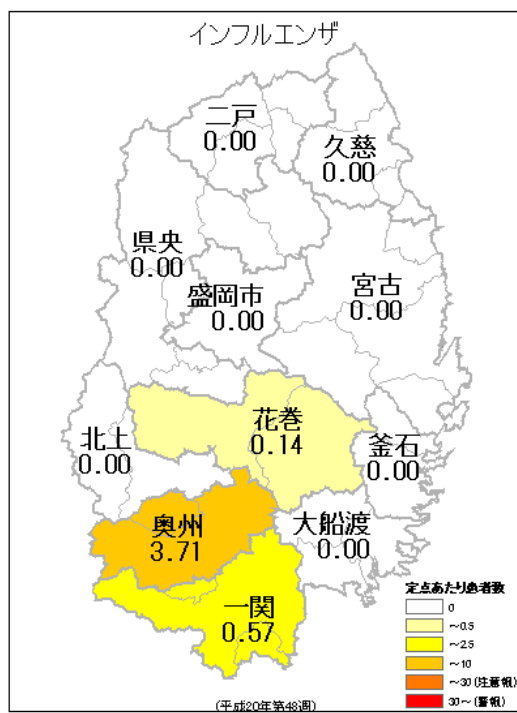 インフルエンザ
二戸
0.00
久慈
0.00
県央
0.00
盛岡市
0.00
宮古
0.00
花巻
0.14
北上
0.00
釜石
0.00
奥州
3.71
大船渡
0.00
一関
0.57
定点あたり患者数
0
～0.5
～2.5
～10
～30(注意報)
30～(警報)
(平成20年第48週)